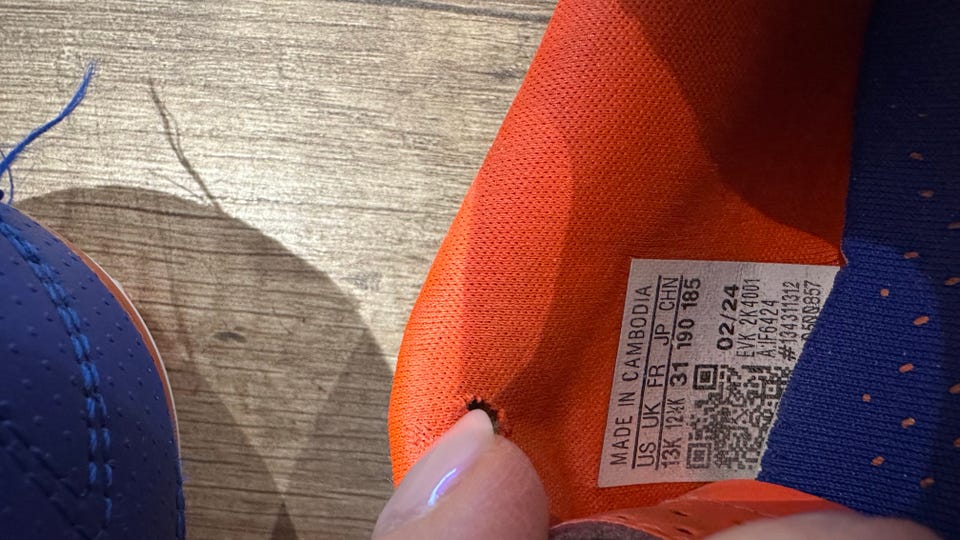 MADE IN CAMBODIA
US UK FR JP CHN
13K 12½K 31 190 185
02/24
EVK 2K4001
A1F6424
#134311312